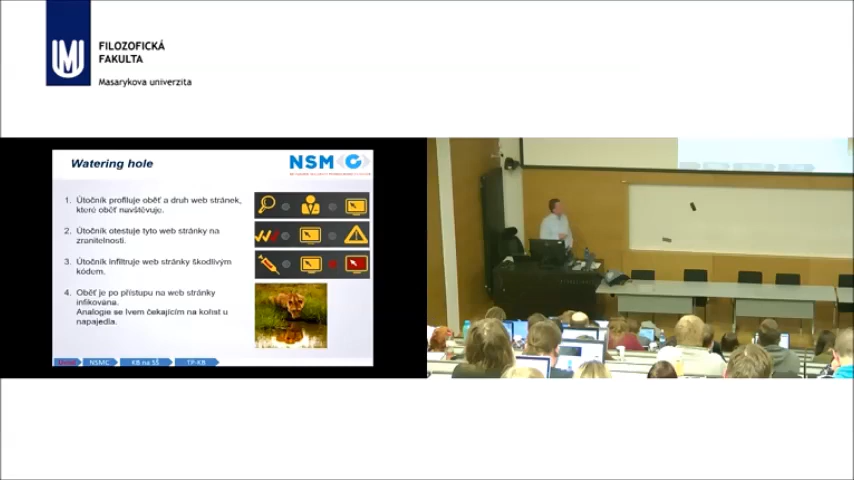 FILOZOFICKÁ
FAKULTA
Masarykova univerzita
Watering hole
NSMC
1. Útočník profiluje oběť a druh web stránek,
které oběť navštěvuje.
2. Útočník otestuje tyto web stránky na
zranitelnosti.
3. Útočník infiltruje web stránky škodlivým
kódem.
4. Oběť je po přístupu na web stránky
infikována.
Analogie se lvem čekajícím na kořist u
napajedla.
Úvod
NSMC
KB na SŠ
TP-KB